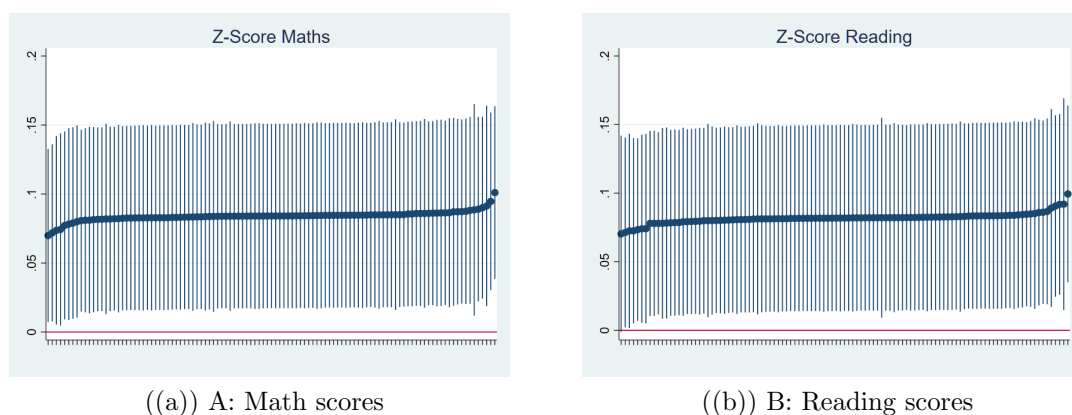 Z-Score Maths
.2
.15
.1
.05
0
((a)) A: Math scores
Z-Score Reading
.2
.15
.1
.05
0
((b)) B: Reading scores